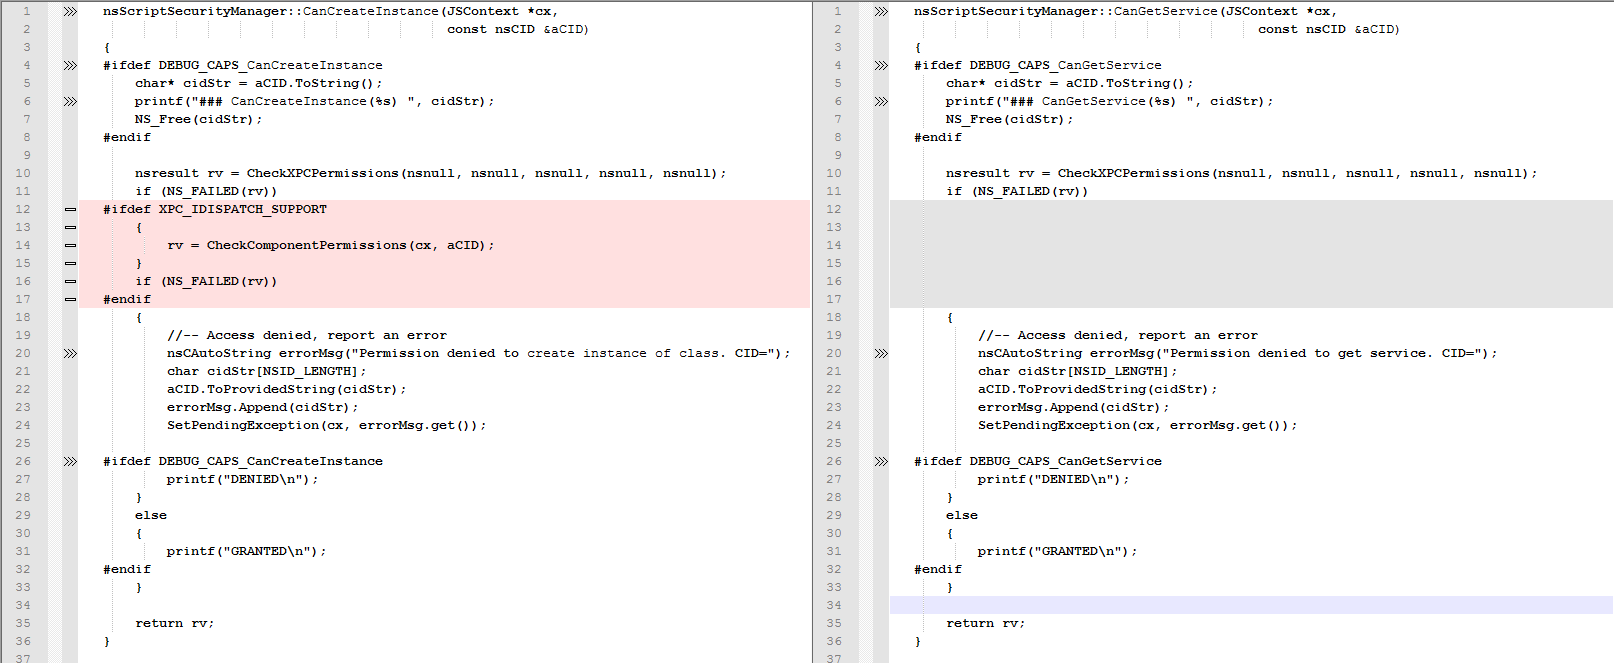 1 nsScriptSecurityManager::CanCreateInstance(JSContext *cx,
2 const nsCID &aCID)
3 {
4 #ifdef DEBUG_CAPS_CanCreateInstance
5 char* cidStr = aCID.ToString();
6 printf("### CanCreateInstance(%s) ", cidStr);
7 NS_Free(cidStr);
8 #endif
9
10 nsresult rv = CheckXPCPermissions(nsnull, nsnull, nsnull, nsnull, nsnull);
11 if (NS_FAILED(rv))
12 #ifdef XPC_IDISPATCH_SUPPORT
13 {
14 rv = CheckComponentPermissions(cx, aCID);
15 }
16 if (NS_FAILED(rv))
17 #endif
18 {
19 //-- Access denied, report an error
20 nsCAutoString errorMsg("Permission denied to create instance of class. CID=");
21 char cidStr[NSID_LENGTH];
22 aCID.ToProvidedString(cidStr);
23 errorMsg.Append(cidStr);
24 SetPendingException(cx, errorMsg.get());
25
26 #ifdef DEBUG_CAPS_CanCreateInstance
27 printf("DENIED\n");
28 }
29 else
30 {
31 printf("GRANTED\n");
32 #endif
33 }
34
35 return rv;
36 }
37
1 nsScriptSecurityManager::CanGetService(JSContext *cx,
2 const nsCID &aCID)
3 {
4 #ifdef DEBUG_CAPS_CanGetService
5 char* cidStr = aCID.ToString();
6 printf("### CanGetService(%s) ", cidStr);
7 NS_Free(cidStr);
8 #endif
9
10 nsresult rv = CheckXPCPermissions(nsnull, nsnull, nsnull, nsnull, nsnull);
11 if (NS_FAILED(rv))
12
13
14
15
16
17
18 {
19 //-- Access denied, report an error
20 nsCAutoString errorMsg("Permission denied to get service. CID=");
21 char cidStr[NSID_LENGTH];
22 aCID.ToProvidedString(cidStr);
23 errorMsg.Append(cidStr);
24 SetPendingException(cx, errorMsg.get());
25
26 #ifdef DEBUG_CAPS_CanGetService
27 printf("DENIED\n");
28 }
29 else
30 {
31 printf("GRANTED\n");
32 #endif
33 }
34
35 return rv;
36 }
37